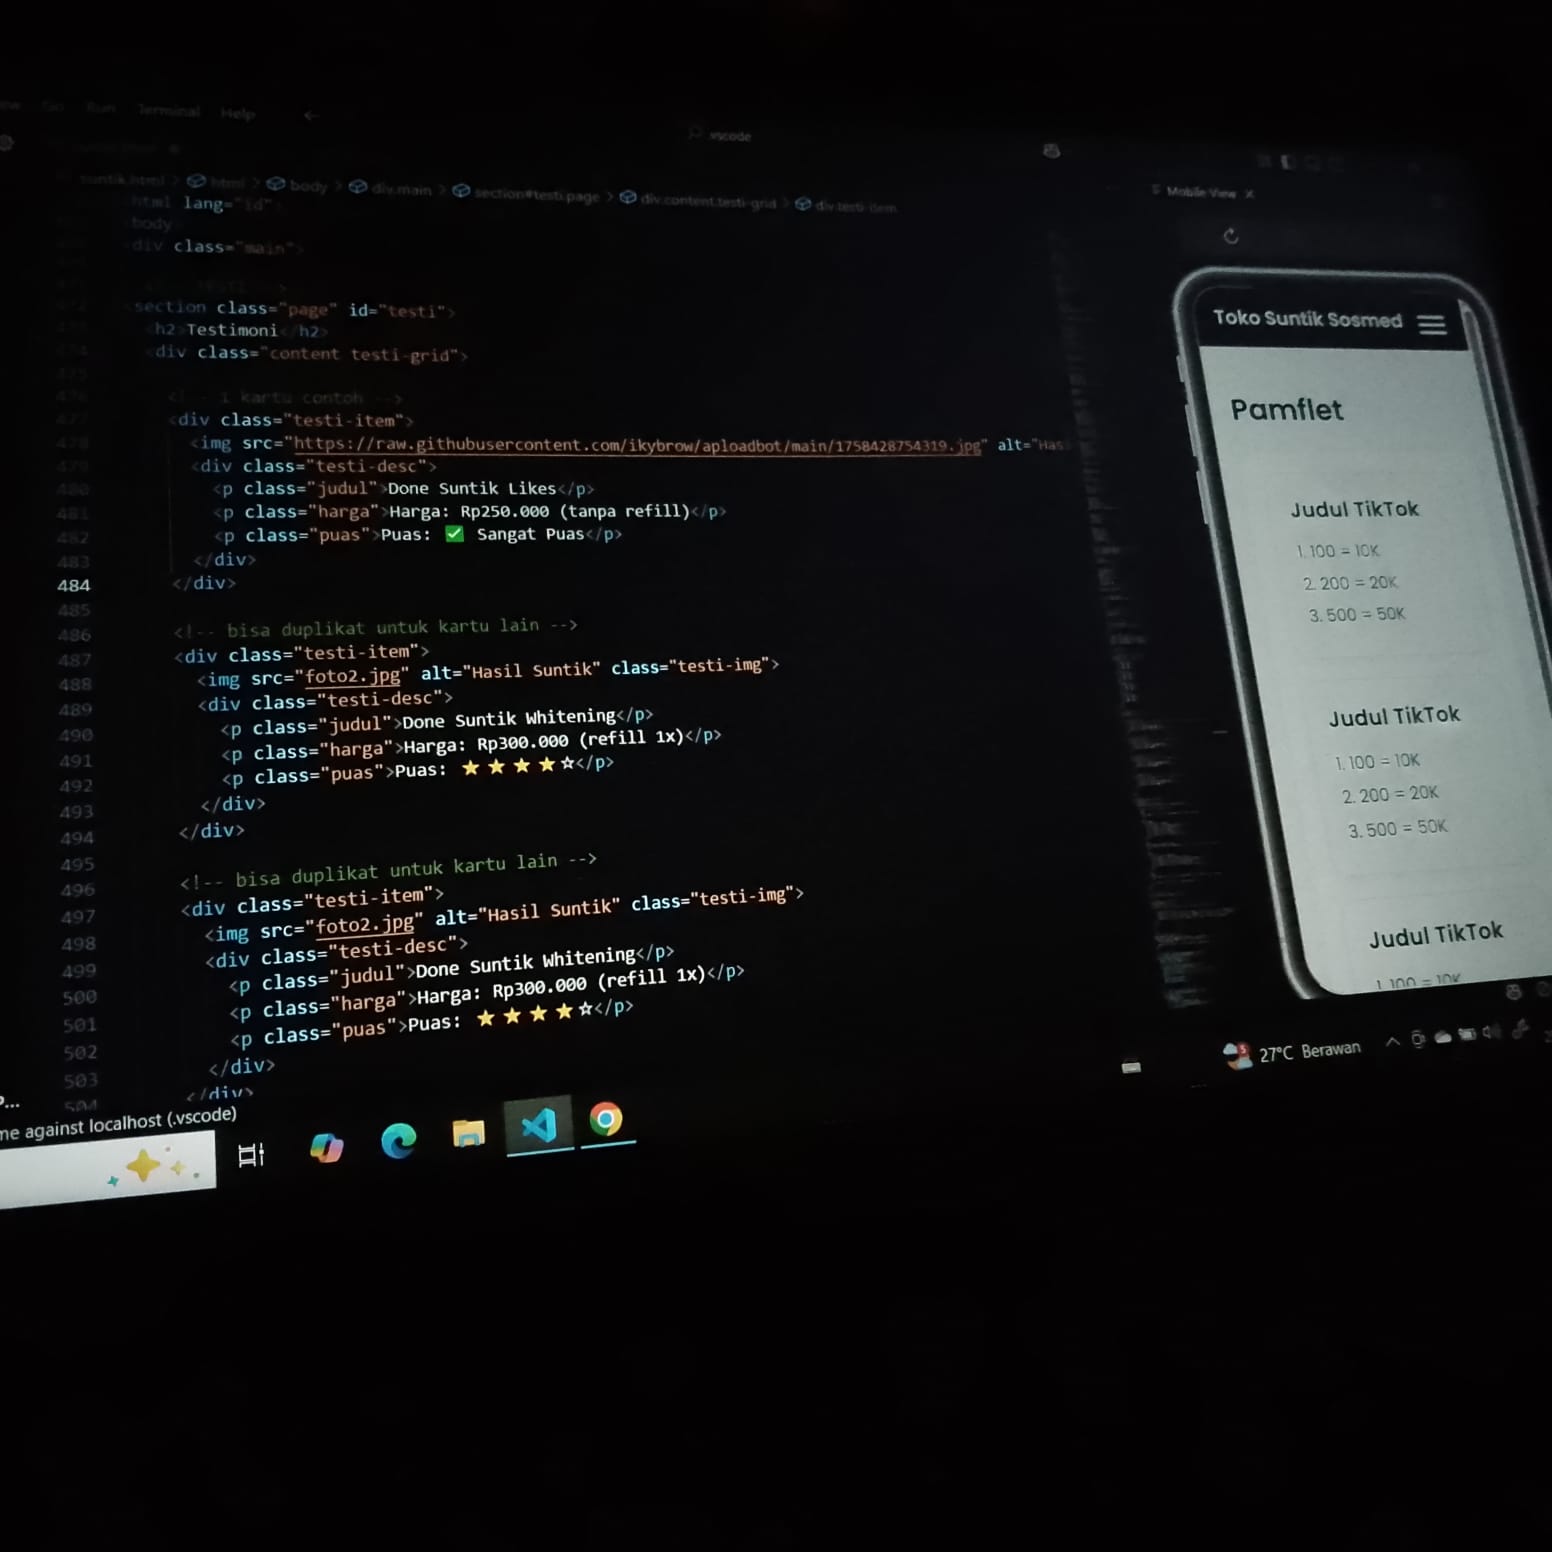 Run Terminal Help
vscode
suntik.html > html > body > div.main > section#testi.page > div.content.testi-grid > div.testi-item
html lang="id">
body
div class="main">
<section class="page" id="testi">
<h2>Testimoni</h2>
<div class="content testi-grid">
<!-- 1 kartu contoh -->
<div class="testi-item">
<img src="https://raw.githubusercontent.com/ikybrow/aploadbot/main/1758428754319.jpg" alt="Has
<div class="testi-desc">
<p class="judul">Done Suntik Likes</p>
481 <p class="harga">Harga: Rp250.000 (tanpa refill)</p>
482 <p class="puas">Puas: ✅ Sangat Puas</p>
483 </div>
484 </div>
485
486 <!-- bisa duplikat untuk kartu lain -->
487 <div class="testi-item">
488 <img src="foto2.jpg" alt="Hasil Suntik" class="testi-img">
489 <div class="testi-desc">
490 <p class="judul">Done Suntik Whitening</p>
491 <p class="harga">Harga: Rp300.000 (refill 1x)</p>
492 <p class="puas">Puas: ⭐⭐⭐⭐☆</p>
493 </div>
494 </div>
495
496 <!-- bisa duplikat untuk kartu lain -->
497 <div class="testi-item">
498 <img src="foto2.jpg" alt="Hasil Suntik" class="testi-img">
499 <div class="testi-desc">
500 <p class="judul">Done Suntik Whitening</p>
501 <p class="harga">Harga: Rp300.000 (refill 1x)</p>
502 <p class="puas">Puas: ⭐⭐⭐⭐☆</p>
503 </div>
504 </div>
me against localhost (.vscode)
Mobile View
Toko Suntik Sosmed
Pamflet
Judul TikTok
1. 100 = 10K
2. 200 = 20K
3. 500 = 50K
Judul TikTok
1. 100 = 10K
2. 200 = 20K
3. 500 = 50K
Judul TikTok
1. 100 = 10K
27°C Berawan